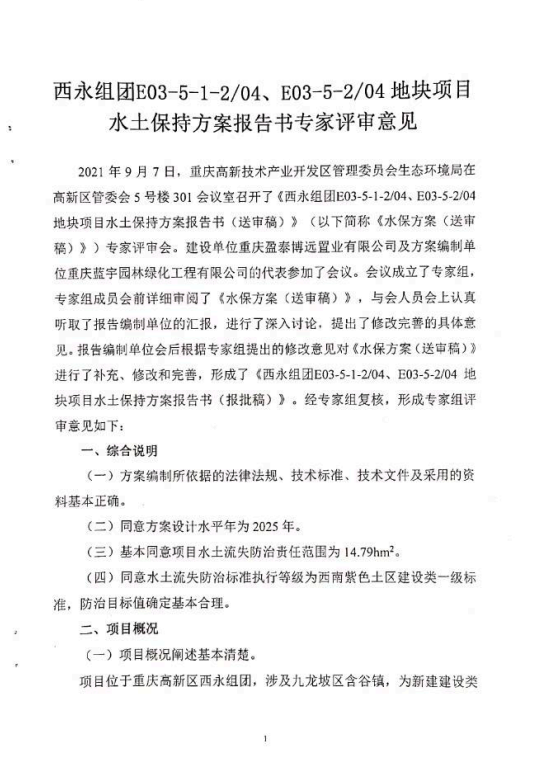 西永组团E03-5-1-2/04、E03-5-2/04 地块项目
水土保持方案报告书专家评审意见
2021 年 9 月 7 日，重庆高新技术产业开发区管理委员会生态环境局在
高新区管委会 5 号楼 301 会议室召开了《西永组团E03-5-1-2/04、E03-5-2/04
地块项目水土保持方案报告书（送审稿）》（以下简称《水保方案（送审
稿）》）专家评审会。建设单位重庆盈泰博远置业有限公司及方案编制单
位重庆蓝宇园林绿化工程有限公司的代表参加了会议。会议成立了专家组，
专家组成员会前详细审阅了《水保方案（送审稿）》，与会人员会上认真
听取了报告编制单位的汇报，进行了深入讨论，提出了修改完善的具体意
见。报告编制单位会后根据专家组提出的修改意见对《水保方案（送审稿）》
进行了补充、修改和完善，形成了《西永组团E03-5-1-2/04、E03-5-2/04 地
块项目水土保持方案报告书（报批稿）》。经专家组复核，形成专家组评
审意见如下：
一、综合说明
（一）方案编制所依据的法律法规、技术标准、技术文件及采用的资
料基本正确。
（二）同意方案设计水平年为 2025 年。
（三）基本同意项目水土流失防治责任范围为 14.79hm²。
（四）同意水土流失防治标准执行等级为西南紫色土区建设类一级标
准，防治目标值确定基本合理。
二、项目概况
（一）项目概况阐述基本清楚。
项目位于重庆高新区西永组团，涉及九龙坡区含谷镇，为新建建设类
1